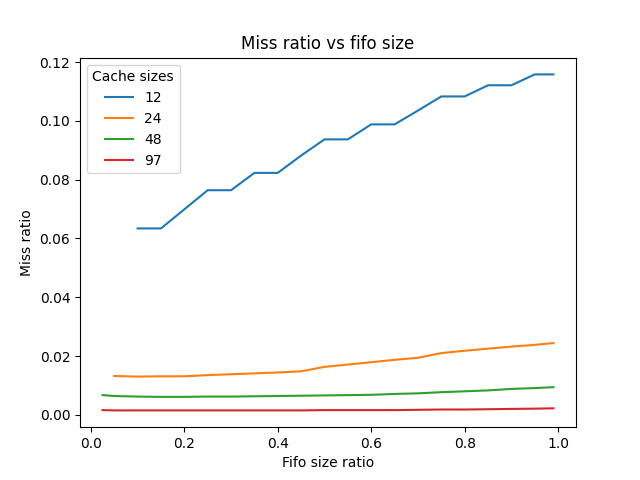 Miss ratio vs fifo size
Cache sizes
12
24
48
97
Miss ratio
0.12
0.10
0.08
0.06
0.04
0.02
0.00
0.0 0.2 0.4 0.6 0.8 1.0
Fifo size ratio